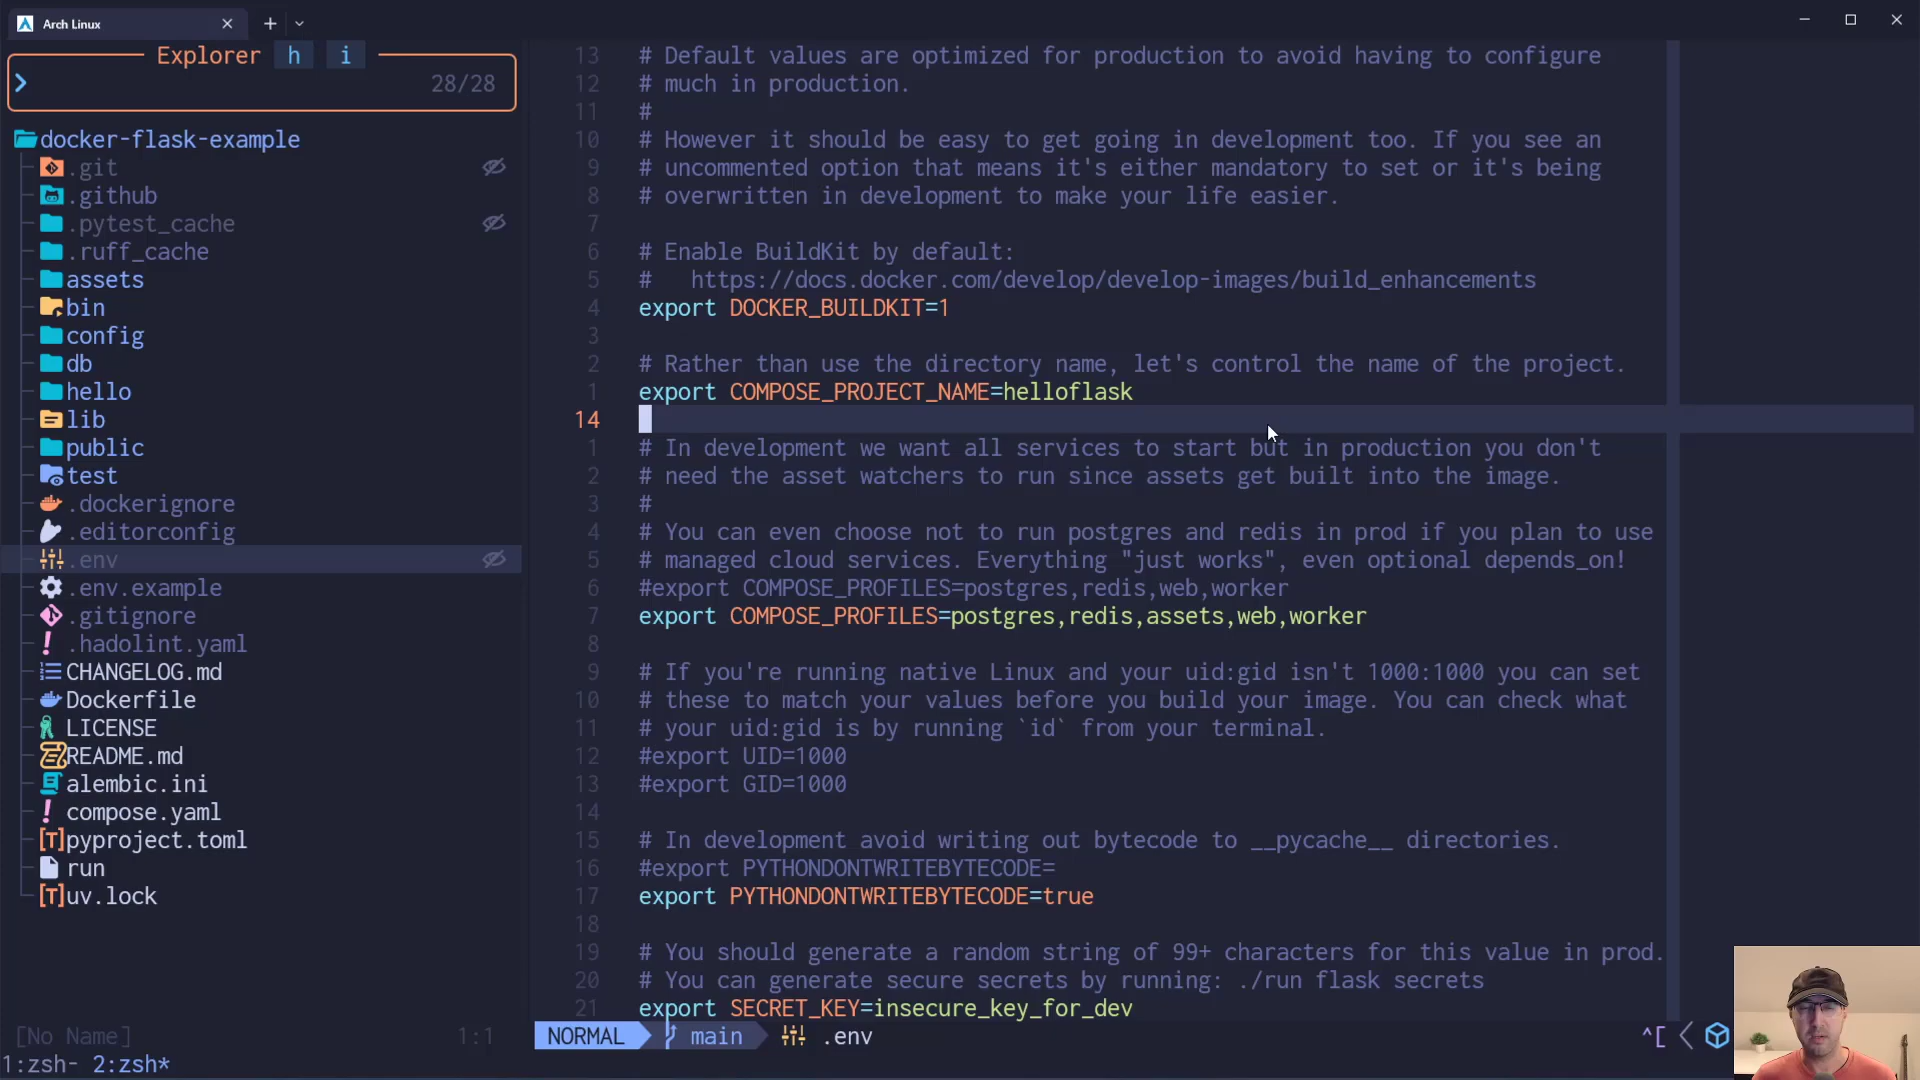 Arch Linux
Explorer h i
28/28
docker-flask-example
.git
.github
.pytest_cache
.ruff_cache
assets
bin
config
db
hello
lib
public
test
.dockerignore
.editorconfig
.env
.env.example
.gitignore
.hadolint.yaml
CHANGELOG.md
Dockerfile
LICENSE
README.md
alembic.ini
compose.yaml
[T]pyproject.toml
run
[T]uv.lock
[No Name] 1:1
13 # Default values are optimized for production to avoid having to configure
12 # much in production.
11 #
10 # However it should be easy to get going in development too. If you see an
9 # uncommented option that means it's either mandatory to set or it's being
8 # overwritten in development to make your life easier.
7
6 # Enable BuildKit by default:
5 #   https://docs.docker.com/develop/develop-images/build_enhancements
4 export DOCKER_BUILDKIT=1
3
2 # Rather than use the directory name, let's control the name of the project.
1 export COMPOSE_PROJECT_NAME=helloflask
14
1 # In development we want all services to start but in production you don't
2 # need the asset watchers to run since assets get built into the image.
3 #
4 # You can even choose not to run postgres and redis in prod if you plan to use
5 # managed cloud services. Everything "just works", even optional depends_on!
6 #export COMPOSE_PROFILES=postgres,redis,web,worker
7 export COMPOSE_PROFILES=postgres,redis,assets,web,worker
8
9 # If you're running native Linux and your uid:gid isn't 1000:1000 you can set
10 # these to match your values before you build your image. You can check what
11 # your uid:gid is by running `id` from your terminal.
12 #export UID=1000
13 #export GID=1000
14
15 # In development avoid writing out bytecode to __pycache__ directories.
16 #export PYTHONDONTWRITEBYTECODE=
17 export PYTHONDONTWRITEBYTECODE=true
18
19 # You should generate a random string of 99+ characters for this value in prod.
20 # You can generate secure secrets by running: ./run flask secrets
21 export SECRET_KEY=insecure_key_for_dev
NORMAL main .env ^[
1:zsh- 2:zsh*